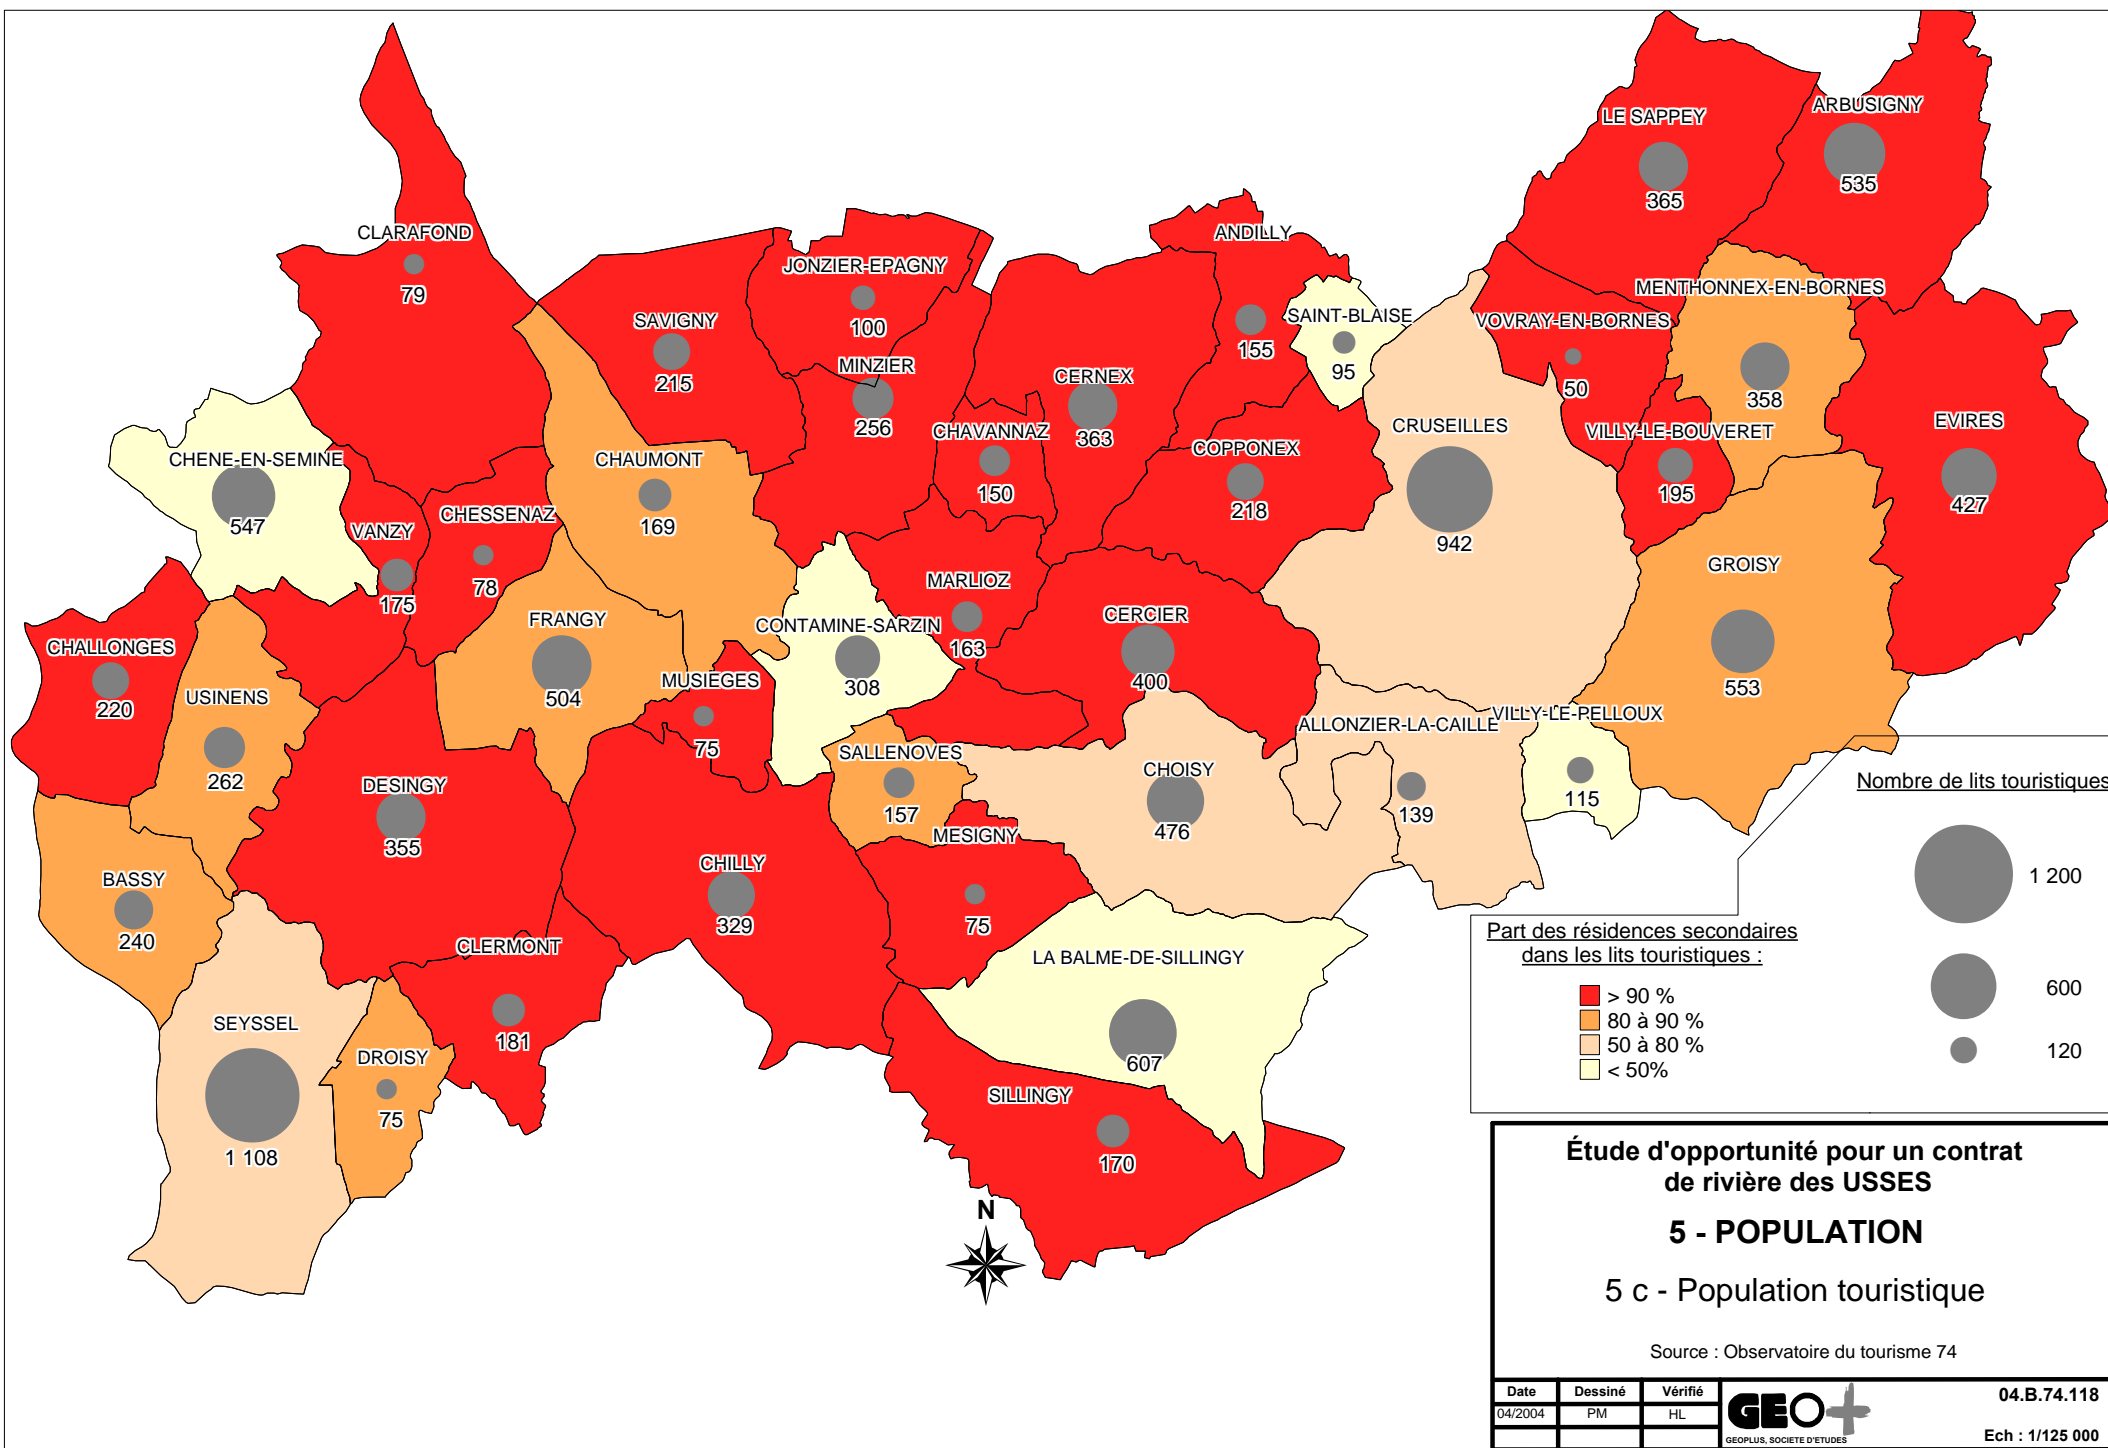 LE SAPPEY
365
ARBUSIGNY
535
CLARAFOND
79
ANDILLY
155
JONZIER-EPAGNY
100
SAVIGNY
215
MENTHONNEX-EN-BORNES
358
SAINT-BLAISE
95
VOVRAY-EN-BORNES
50
MINZIER
256
CERNEX
363
CHAVANNAZ
150
CRUSEILLES
942
VILLY-LE-BOUVERET
195
EVIRES
427
COPPONEX
218
CHENE-EN-SEMINE
547
CHAUMONT
169
VANZY
175
CHESSENAZ
78
GROISY
553
MARLIOZ
163
FRANGY
504
CONTAMINE-SARZIN
308
CERCIER
400
CHALLONGES
220
USINENS
262
MUSIEGES
75
ALLONZIER-LA-CAILLE
139
VILLY-LE-PELLOUX
115
SALLENOVES
157
CHOISY
476
DESINGY
355
MESIGNY
75
CHILLY
329
BASSY
240
CLERMONT
181
LA BALME-DE-SILLINGY
607
SEYSSEL
1 108
DROISY
75
SILLINGY
170
N
Nombre de lits touristiques
1 200
600
120
Part des résidences secondaires
dans les lits touristiques :
> 90 %
80 à 90 %
50 à 80 %
< 50%
Étude d'opportunité pour un contrat
de rivière des USSES
5 - POPULATION
5 c - Population touristique
Source : Observatoire du tourisme 74
Date Dessiné Vérifié
04/2004 PM HL
GEO+
GEOPLUS, SOCIETE D'ETUDES
04.B.74.118
Ech : 1/125 000